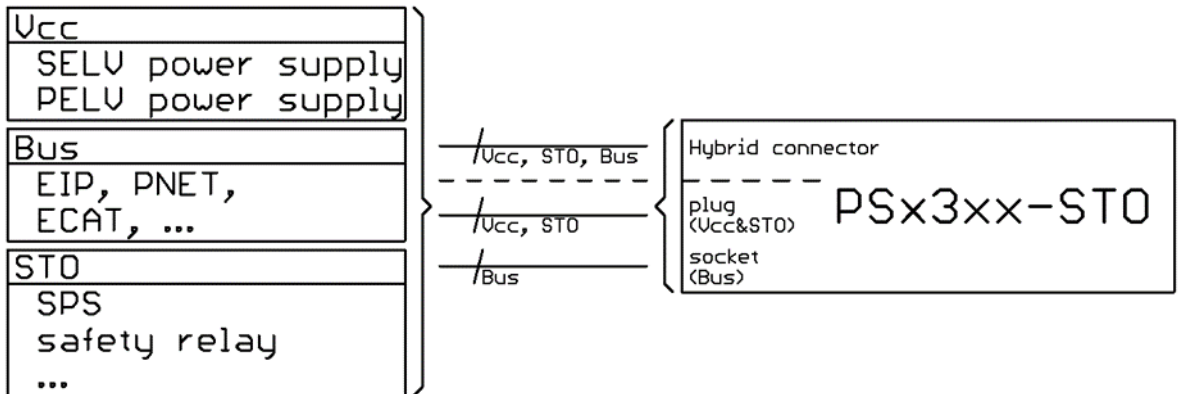 Vcc
SELV power supply
PELV power supply
Bus
EIP, PNET,
ECAT, ...
STO
SPS
safety relay
...
Vcc, STO, Bus
Vcc, STO
Bus
Hybrid connector
plug
(Vcc&STO)
socket
(Bus)
PSx3xx-STO